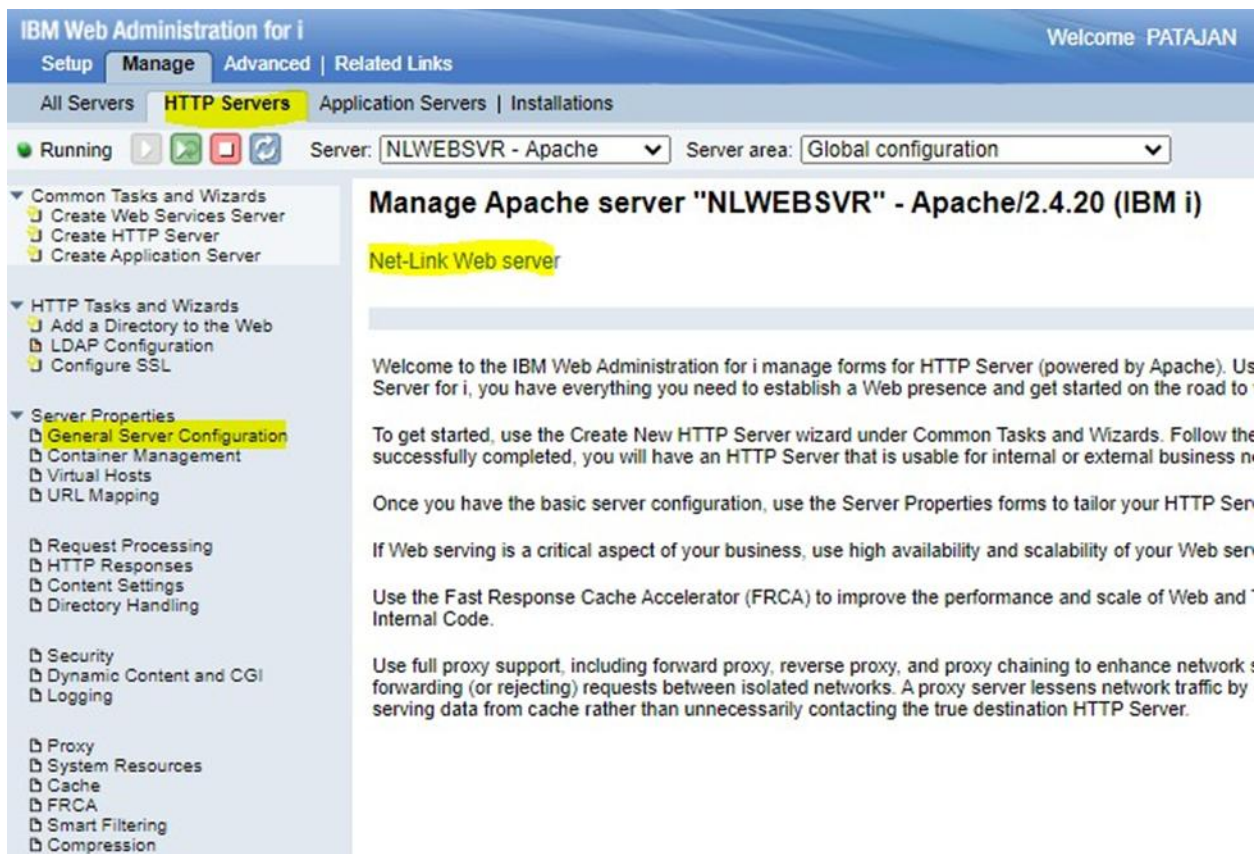 IBM Web Administration for i
Welcome PATAJAN
Setup Manage Advanced | Related Links
All Servers HTTP Servers Application Servers | Installations
Running Server: NLWEBSVR - Apache Server area: Global configuration
Common Tasks and Wizards
Create Web Services Server
Create HTTP Server
Create Application Server
HTTP Tasks and Wizards
Add a Directory to the Web
LDAP Configuration
Configure SSL
Server Properties
General Server Configuration
Container Management
Virtual Hosts
URL Mapping
Request Processing
HTTP Responses
Content Settings
Directory Handling
Security
Dynamic Content and CGI
Logging
Proxy
System Resources
Cache
FRCA
Smart Filtering
Compression
Manage Apache server "NLWEBSVR" - Apache/2.4.20 (IBM i)
Net-Link Web server
Welcome to the IBM Web Administration for i manage forms for HTTP Server (powered by Apache). Us
Server for i, you have everything you need to establish a Web presence and get started on the road to
To get started, use the Create New HTTP Server wizard under Common Tasks and Wizards. Follow the
successfully completed, you will have an HTTP Server that is usable for internal or external business n
Once you have the basic server configuration, use the Server Properties forms to tailor your HTTP Ser
If Web serving is a critical aspect of your business, use high availability and scalability of your Web ser
Use the Fast Response Cache Accelerator (FRCA) to improve the performance and scale of Web and
Internal Code.
Use full proxy support, including forward proxy, reverse proxy, and proxy chaining to enhance network s
forwarding (or rejecting) requests between isolated networks. A proxy server lessens network traffic by
serving data from cache rather than unnecessarily contacting the true destination HTTP Server.